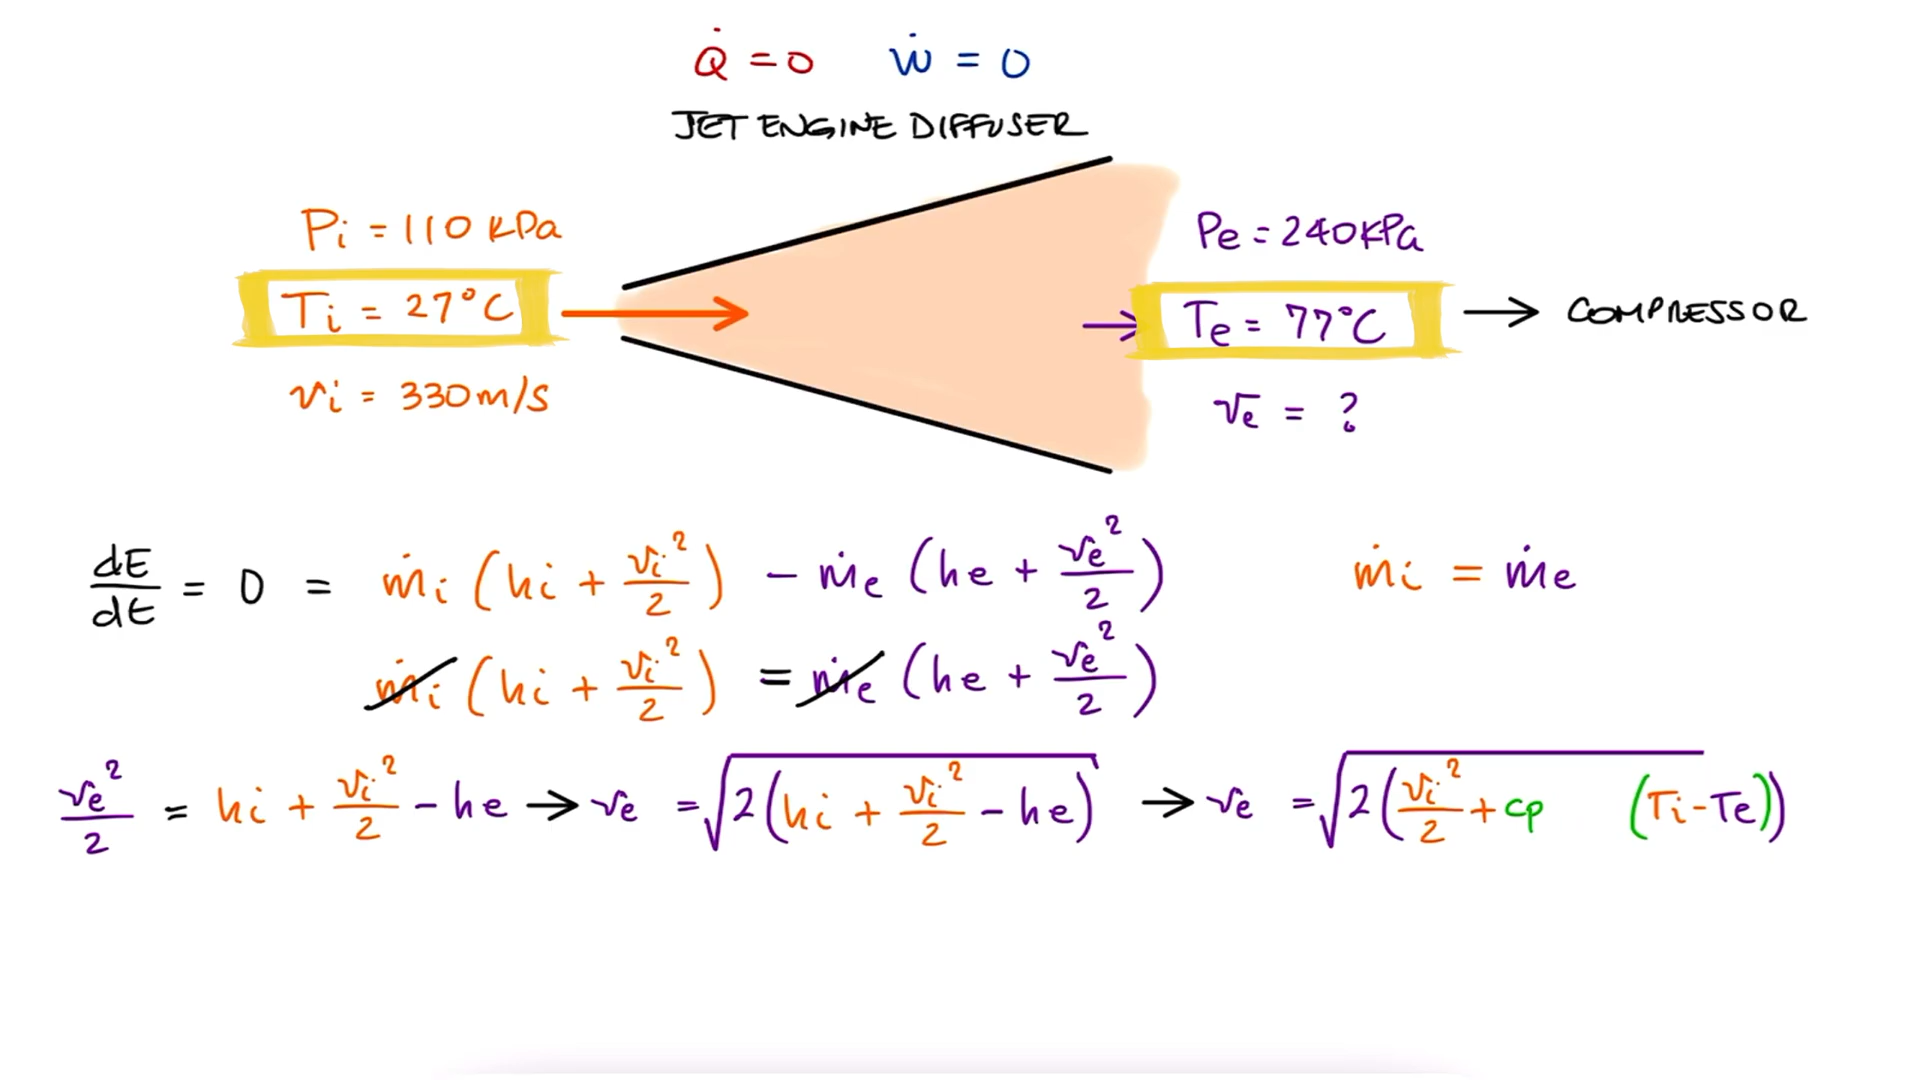 Q̇ = 0 ẇ = 0
JET ENGINE DIFFUSER
Pi = 110 kPa
Ti = 27°C
vi = 330 m/s
Pe = 240 kPa
Te = 77°C
ve = ?
→ COMPRESSOR
dE/dt = 0 = ṁi (hi + vi²/2) - ṁe (he + ve²/2)
ṁi = ṁe
ṁi (hi + vi²/2) = ṁe (he + ve²/2)
ve²/2 = hi + vi²/2 - he → ve = √2(hi + vi²/2 - he) → ve = √2(vi²/2 + cp (Ti - Te))